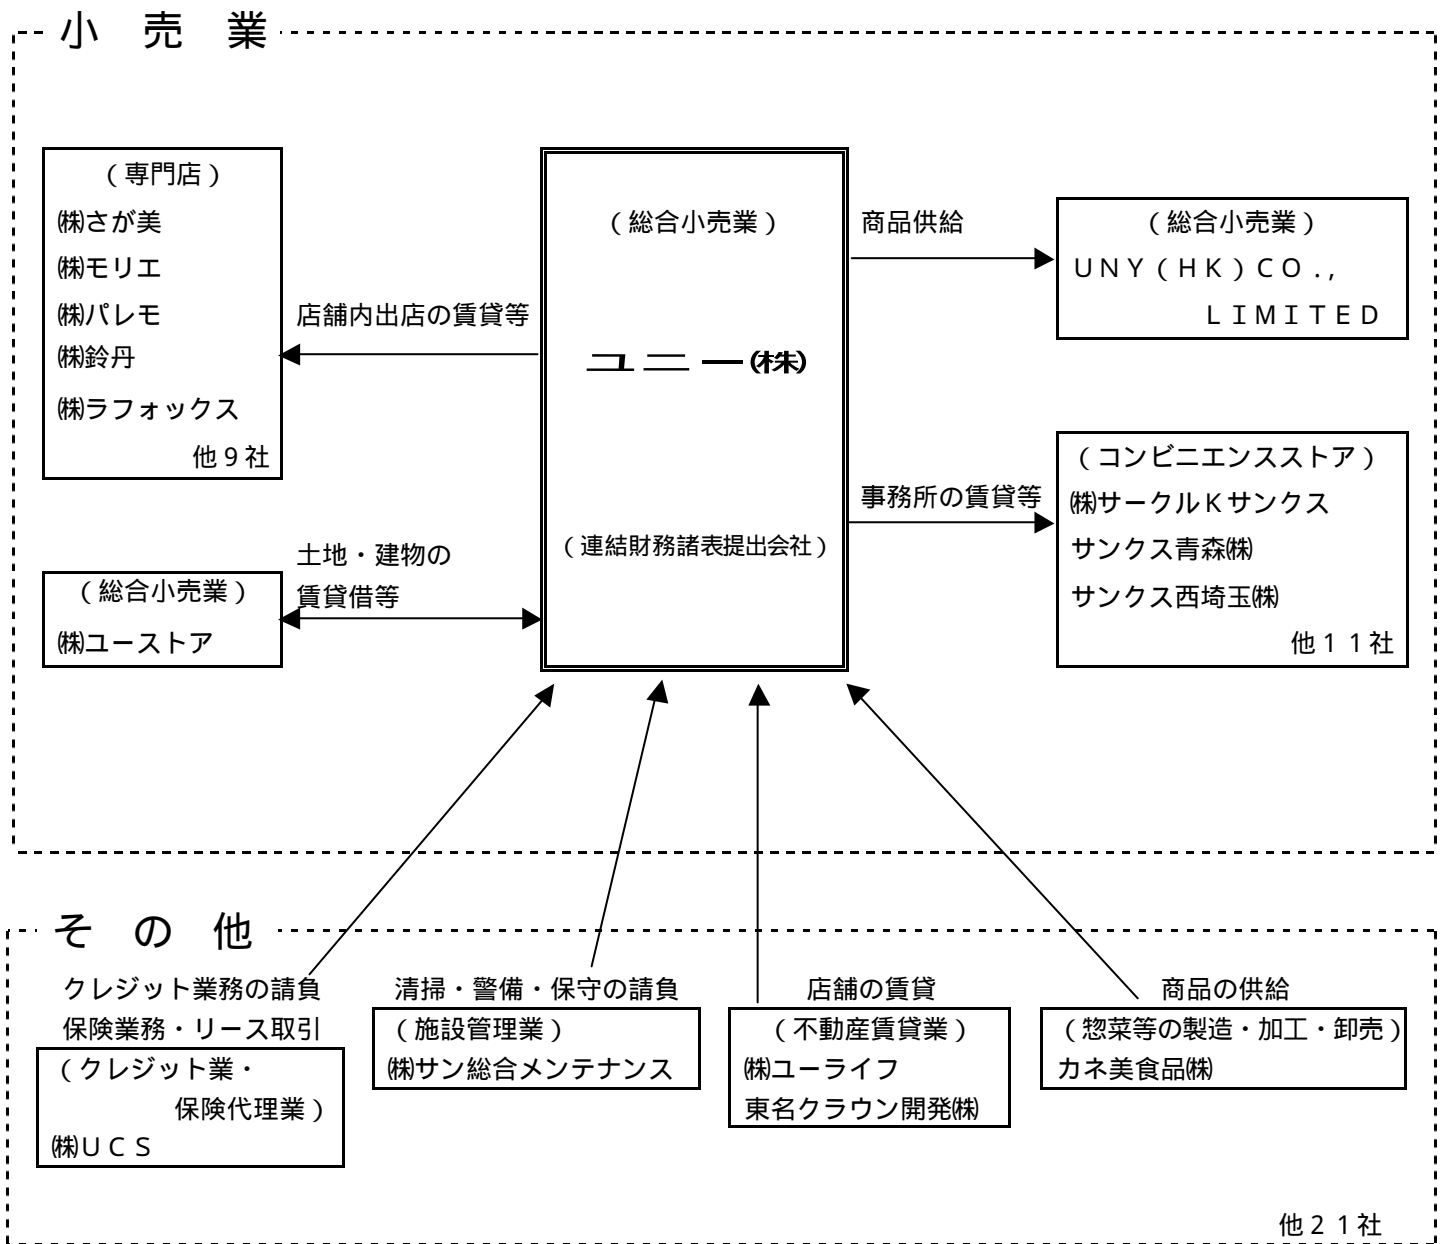 小 売 業
（専門店）
㈱さが美
㈱モリエ
㈱パレモ
㈱鈴丹
㈱ラフォックス
他９社
店舗内出店の賃貸等
（総合小売業）
㈱ユーストア
土地・建物の
賃貸借等
（総合小売業）
ユニー㈱
（連結財務諸表提出会社）
商品供給
（総合小売業）
ＵＮＹ（ＨＫ）ＣＯ．，
ＬＩＭＩＴＥＤ
事務所の賃貸等
（コンビニエンスストア）
㈱サークルＫサンクス
サンクス青森㈱
サンクス西埼玉㈱
他１１社
そ の 他
クレジット業務の請負
保険業務・リース取引
（クレジット業・
保険代理業）
㈱ＵＣＳ
清掃・警備・保守の請負
（施設管理業）
㈱サン総合メンテナンス
店舗の賃貸
（不動産賃貸業）
㈱ユーライフ
東名クラウン開発㈱
商品の供給
（惣菜等の製造・加工・卸売）
カネ美食品㈱
他２１社